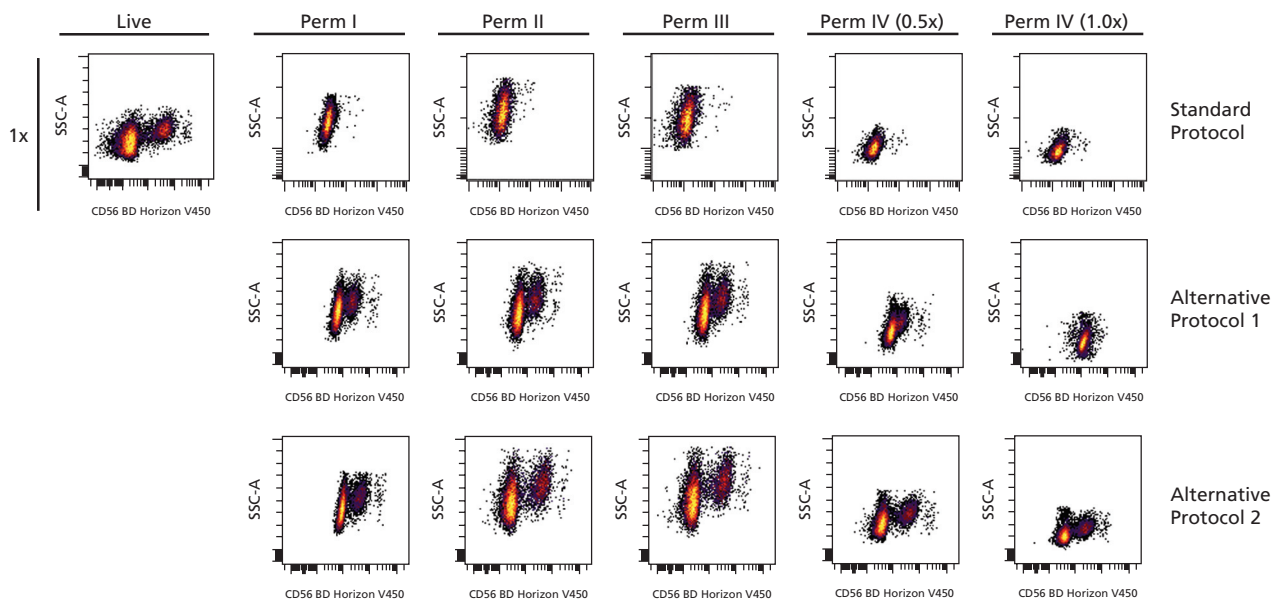 Live Perm I Perm II Perm III Perm IV (0.5x) Perm IV (1.0x)
1x
SSC-A SSC-A SSC-A SSC-A SSC-A SSC-A
Standard
Protocol
CD56 BD Horizon V450 CD56 BD Horizon V450 CD56 BD Horizon V450 CD56 BD Horizon V450 CD56 BD Horizon V450 CD56 BD Horizon V450
SSC-A SSC-A SSC-A SSC-A SSC-A
Alternative
Protocol 1
CD56 BD Horizon V450 CD56 BD Horizon V450 CD56 BD Horizon V450 CD56 BD Horizon V450 CD56 BD Horizon V450
SSC-A SSC-A SSC-A SSC-A SSC-A
Alternative
Protocol 2
CD56 BD Horizon V450 CD56 BD Horizon V450 CD56 BD Horizon V450 CD56 BD Horizon V450 CD56 BD Horizon V450